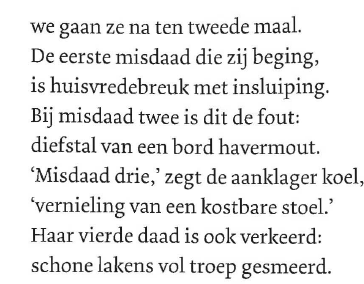 we gaan ze na ten tweede maal.
De eerste misdaad die zij beging,
is huisvredebreuk met insluiping.
Bij misdaad twee is dit de fout:
diefstal van een bord havermout.
‘Misdaad drie,’ zegt de aanklager koel,
‘vernieling van een kostbare stoel.’
Haar vierde daad is ook verkeerd:
schone lakens vol troep gesmeerd.